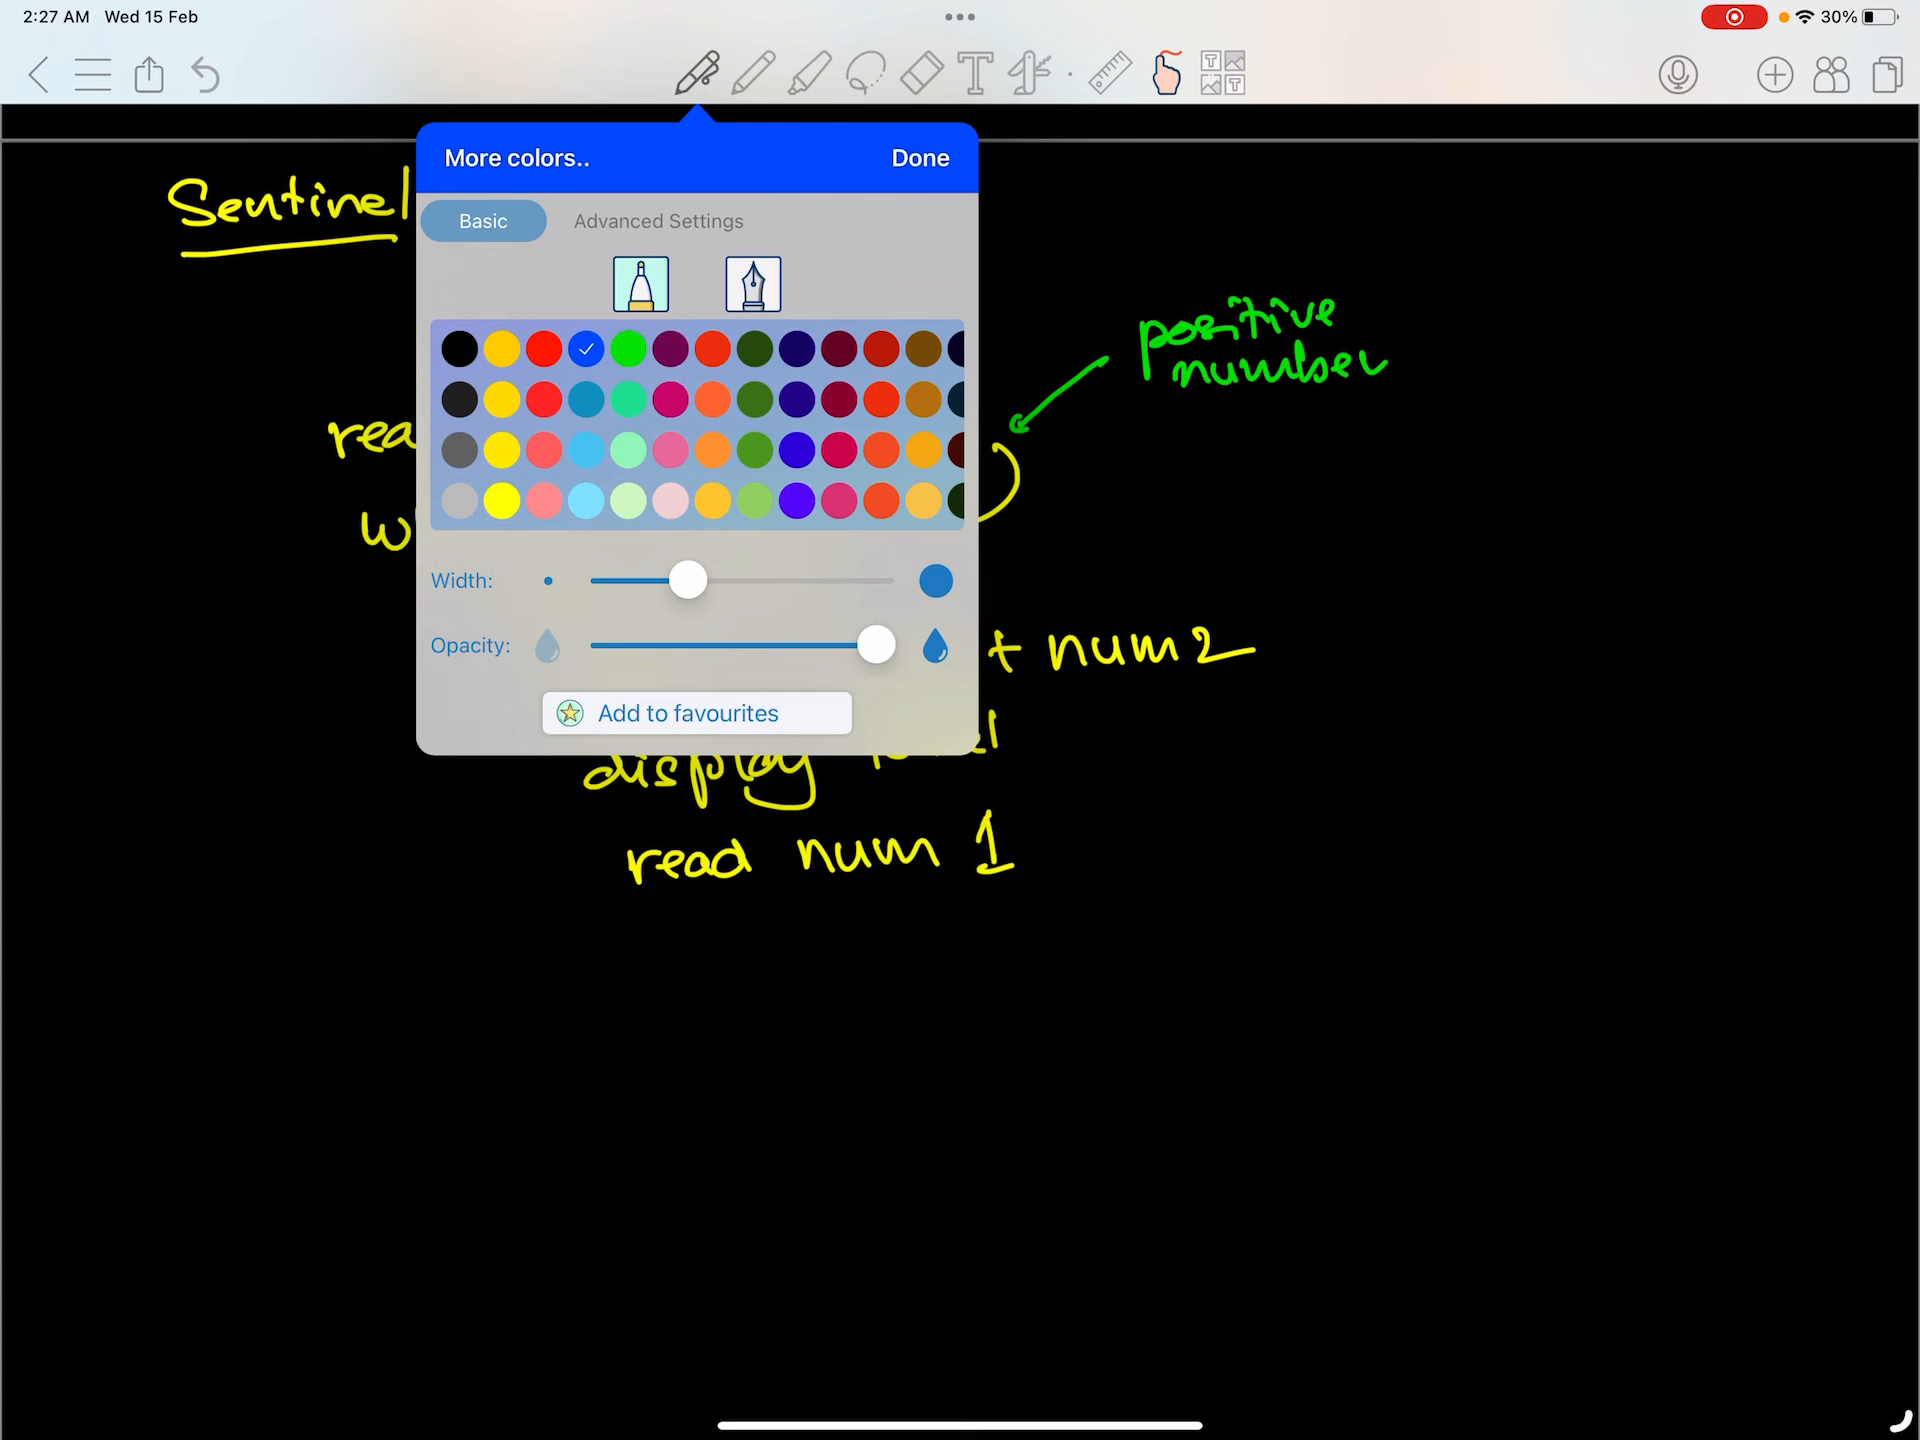 2:27 AM Wed 15 Feb
30%
More colors.. Done
Basic Advanced Settings
Sentinel
positive
number
rea
w
Width:
+ num2
Opacity:
Add to favourites
display
read num 1